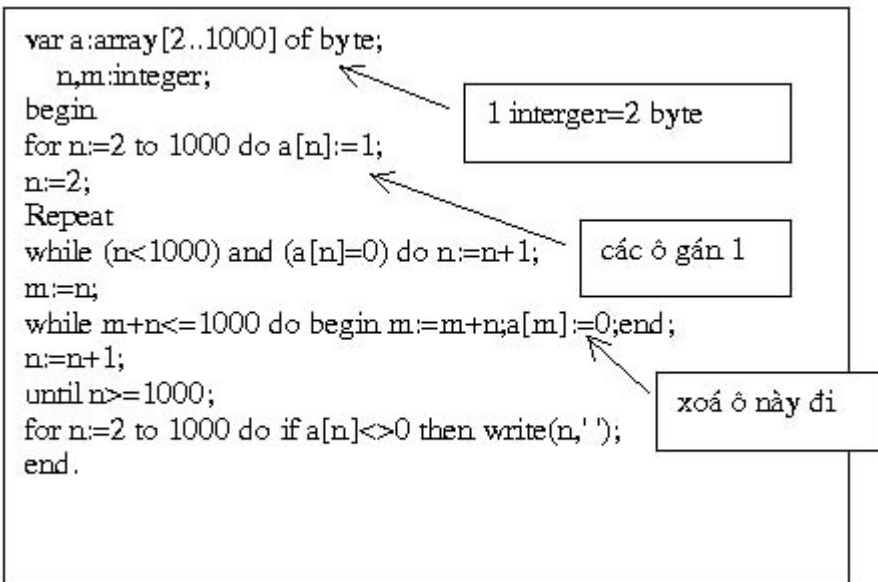 var a:array[2..1000] of byte;
n,m:integer;
1 interger=2 byte
begin
for n:=2 to 1000 do a[n]:=1;
n:=2;
Repeat
while (n<1000) and (a[n]=0) do n:=n+1;
các ô gán 1
m:=n;
while m+n<=1000 do begin m:=m+n;a[m]:=0;end;
n:=n+1;
until n>=1000;
xoá ô này đi
for n:=2 to 1000 do if a[n]<>0 then write(n,' ');
end.